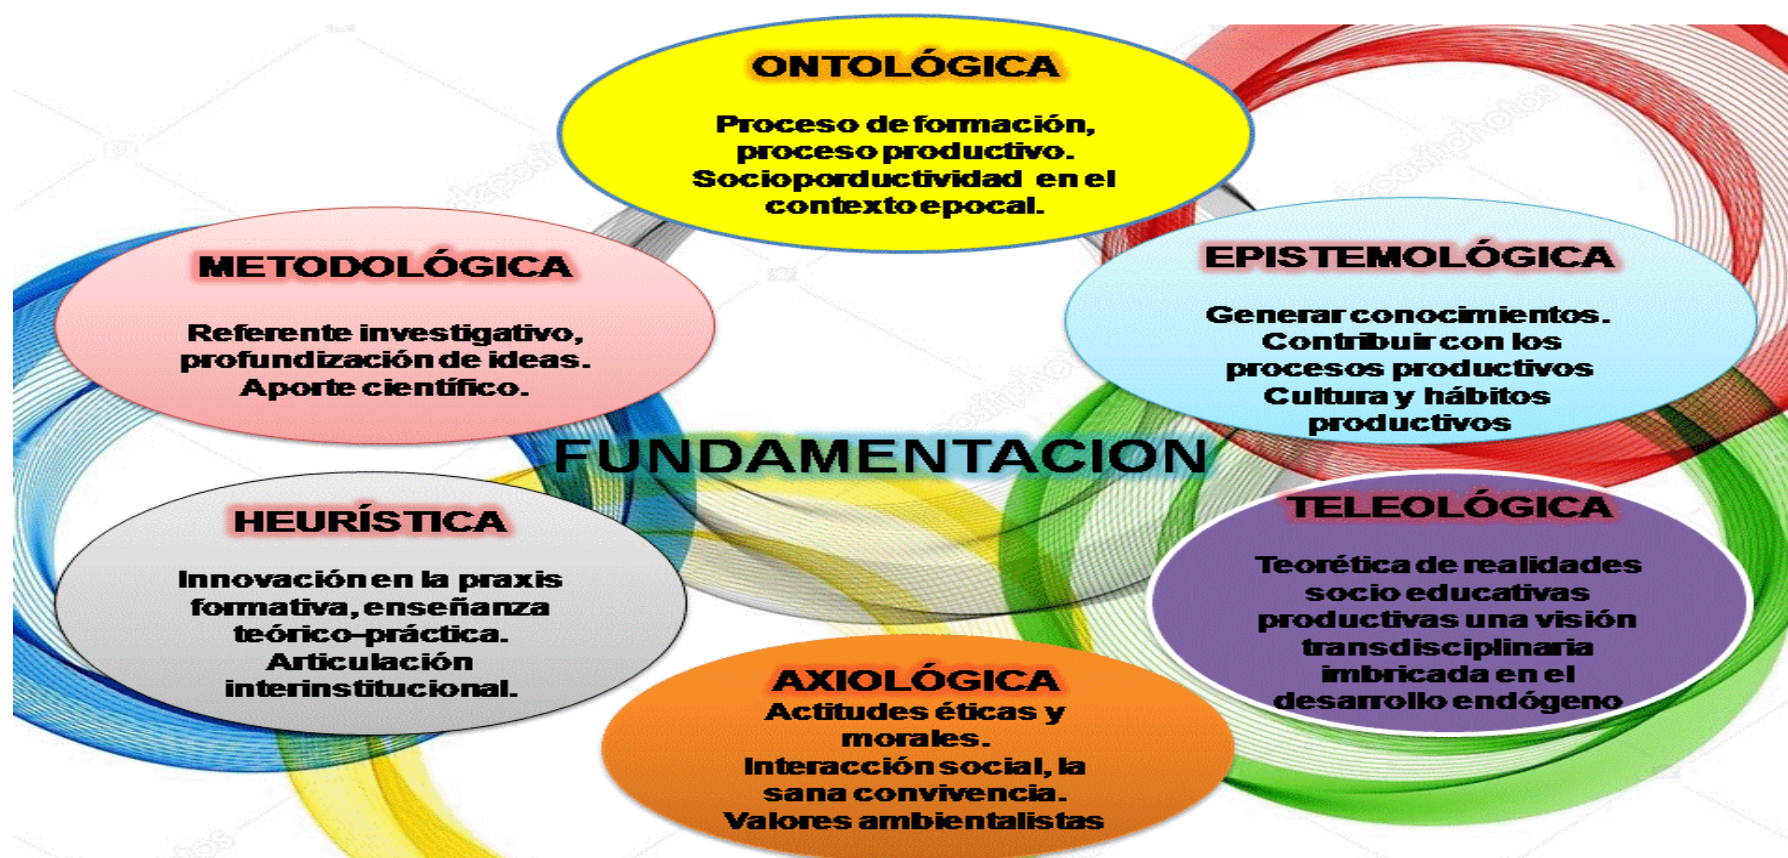 ONTOLÓGICA
Proceso de formación,
proceso productivo.
Socioporductividad en el
contexto epocal.
METODOLÓGICA
Referente investigativo,
profundización de ideas.
Aporte científico.
EPISTEMOLÓGICA
Generar conocimientos.
Contribuir con los
procesos productivos
Cultura y hábitos
productivos
FUNDAMENTACION
HEURÍSTICA
Innovación en la praxis
formativa, enseñanza
teórico-práctica.
Articulación
interinstitucional.
TELEOLÓGICA
Teorética de realidades
socio educativas
productivas una visión
transdisciplinaria
imbricada en el
desarrollo endógeno
AXIOLÓGICA
Actitudes éticas y
morales.
Interacción social, la
sana convivencia.
Valores ambientalistas